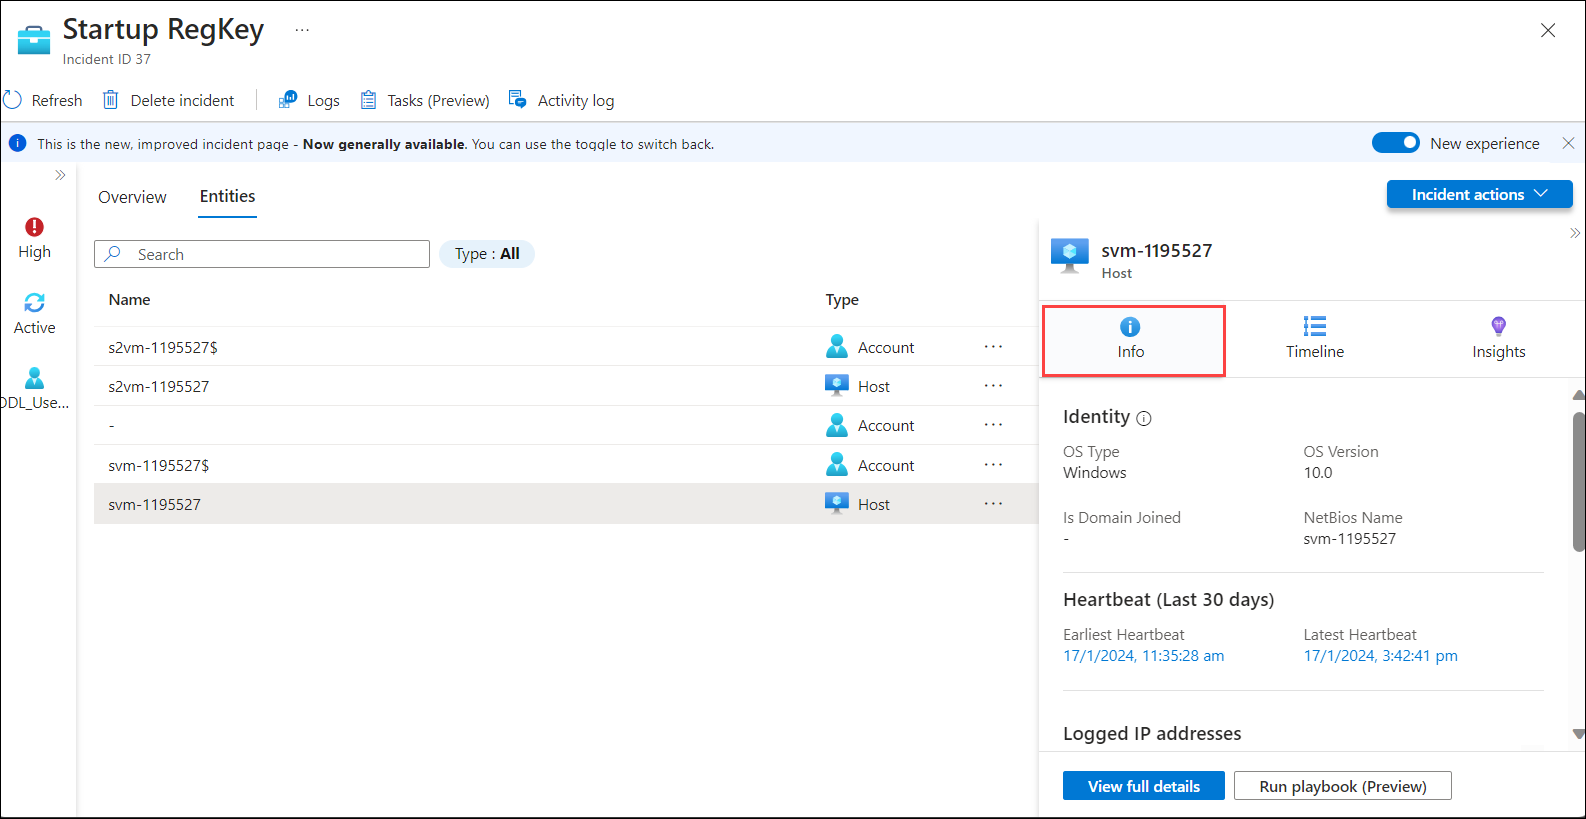 Startup RegKey ...
Incident ID 37
Refresh Delete incident Logs Tasks (Preview) Activity log
This is the new, improved incident page - Now generally available. You can use the toggle to switch back. New experience
Overview Entities
Incident actions
High
Active
DDL_Use...
Search
Type : All
Name Type
s2vm-1195527$ Account ...
s2vm-1195527 Host ...
- Account ...
svm-1195527$ Account ...
svm-1195527 Host ...
svm-1195527
Host
Info Timeline Insights
Identity
OS Type OS Version
Windows 10.0
Is Domain Joined NetBios Name
- svm-1195527
Heartbeat (Last 30 days)
Earliest Heartbeat Latest Heartbeat
17/1/2024, 11:35:28 am 17/1/2024, 3:42:41 pm
Logged IP addresses
View full details Run playbook (Preview)